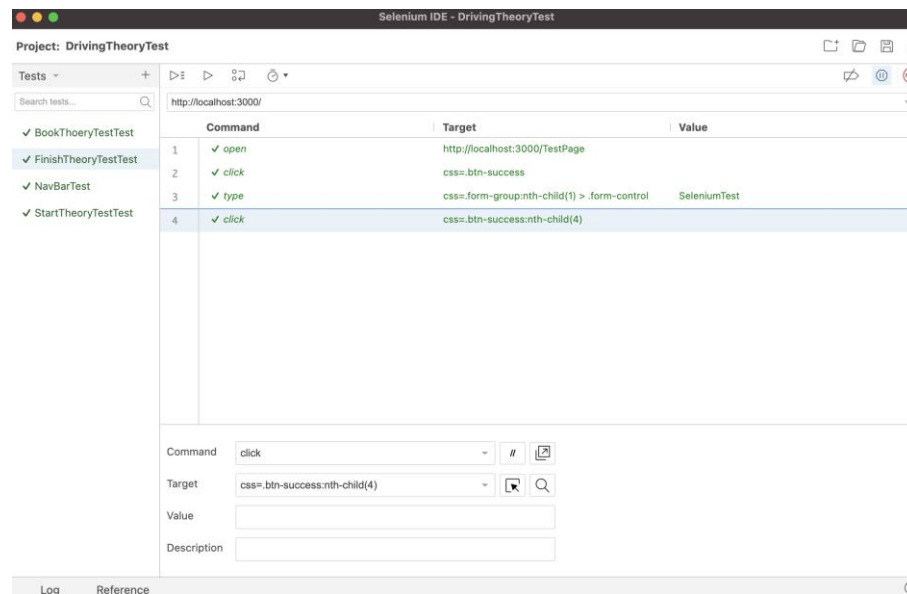 Selenium IDE - DrivingTheoryTest
Project: DrivingTheoryTest
Tests
Search tests...
✓ BookThoeryTestTest
✓ FinishTheoryTestTest
✓ NavBarTest
✓ StartTheoryTestTest
http://localhost:3000/
Command Target Value
1 ✓ open http://localhost:3000/TestPage
2 ✓ click css=.btn-success
3 ✓ type css=.form-group:nth-child(1) > .form-control SeleniumTest
4 ✓ click css=.btn-success:nth-child(4)
Command click //
Target css=.btn-success:nth-child(4)
Value
Description
Log Reference